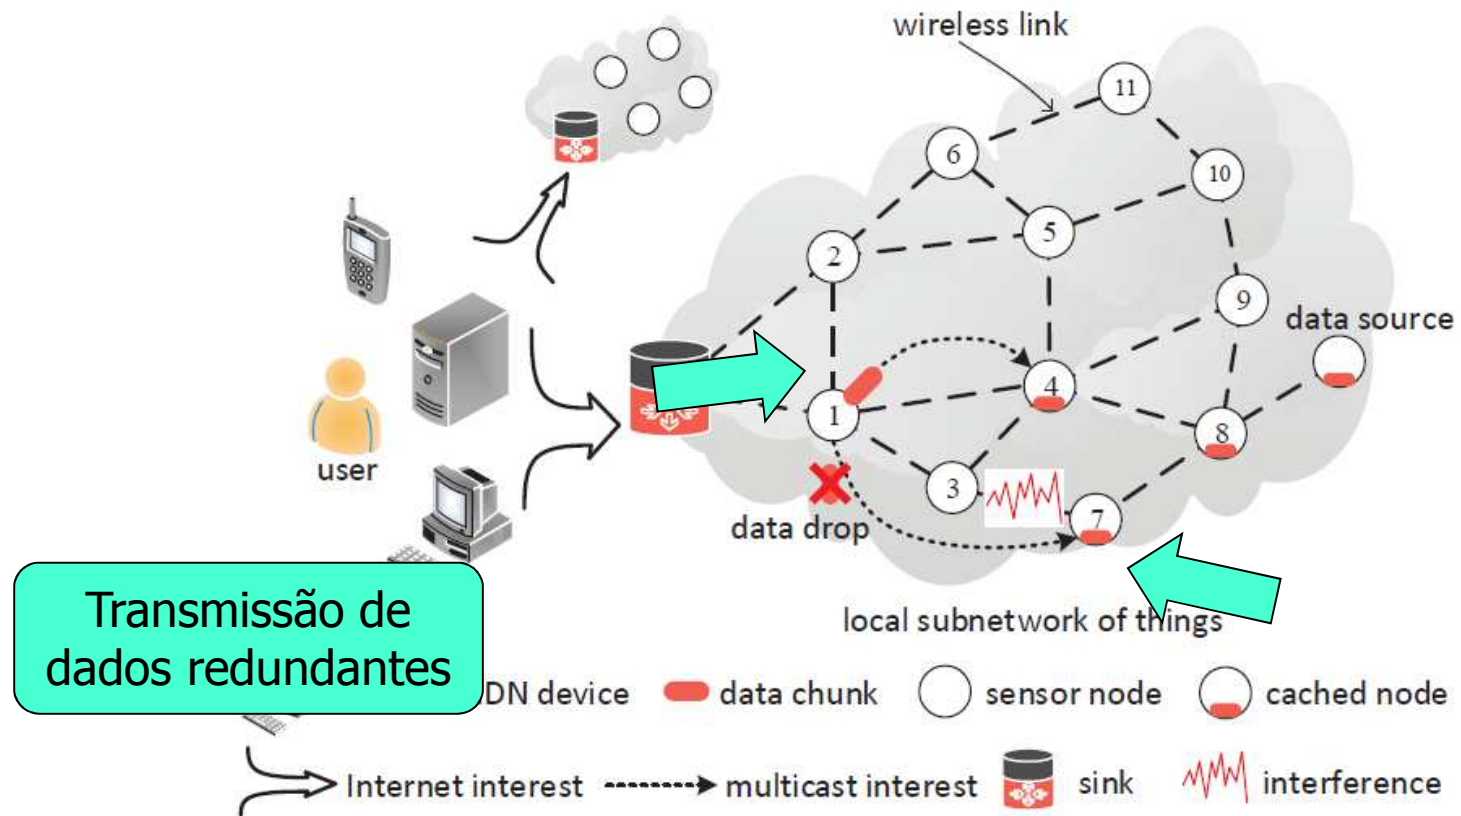 wireless link
11
6
10
5
2
9
data source
4
1
8
user
3
7
data drop
Transmissão de
dados redundantes
local subnetwork of things
DN device
data chunk
sensor node
cached node
Internet interest
multicast interest
sink
interference